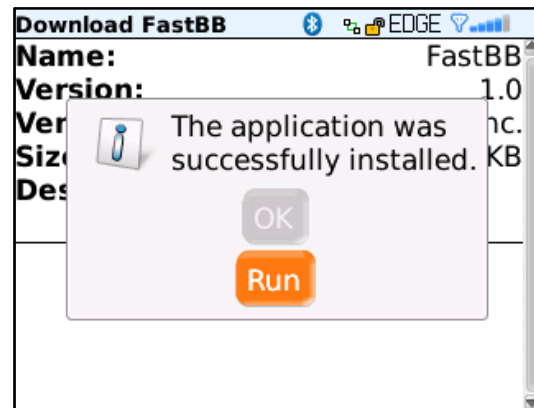 Download FastBB EDGE
Name: FastBB
Version: 1.0
Ver nc.
Siz KB
Des
The application was
successfully installed.
OK
Run